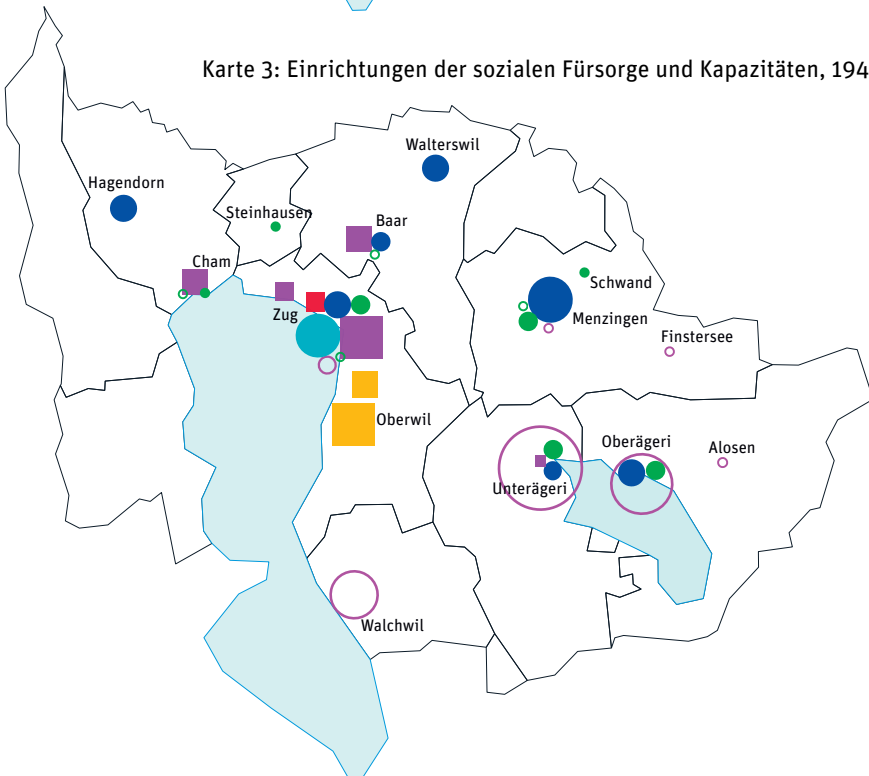 Karte 3: Einrichtungen der sozialen Fürsorge und Kapazitäten, 194
Walterswil
Hagendorn
Steinhausen
Baar
Cham
Schwand
Zug
Menzingen
Finstersee
Oberwil
Oberägeri
Alosen
Unterägeri
Walchwil